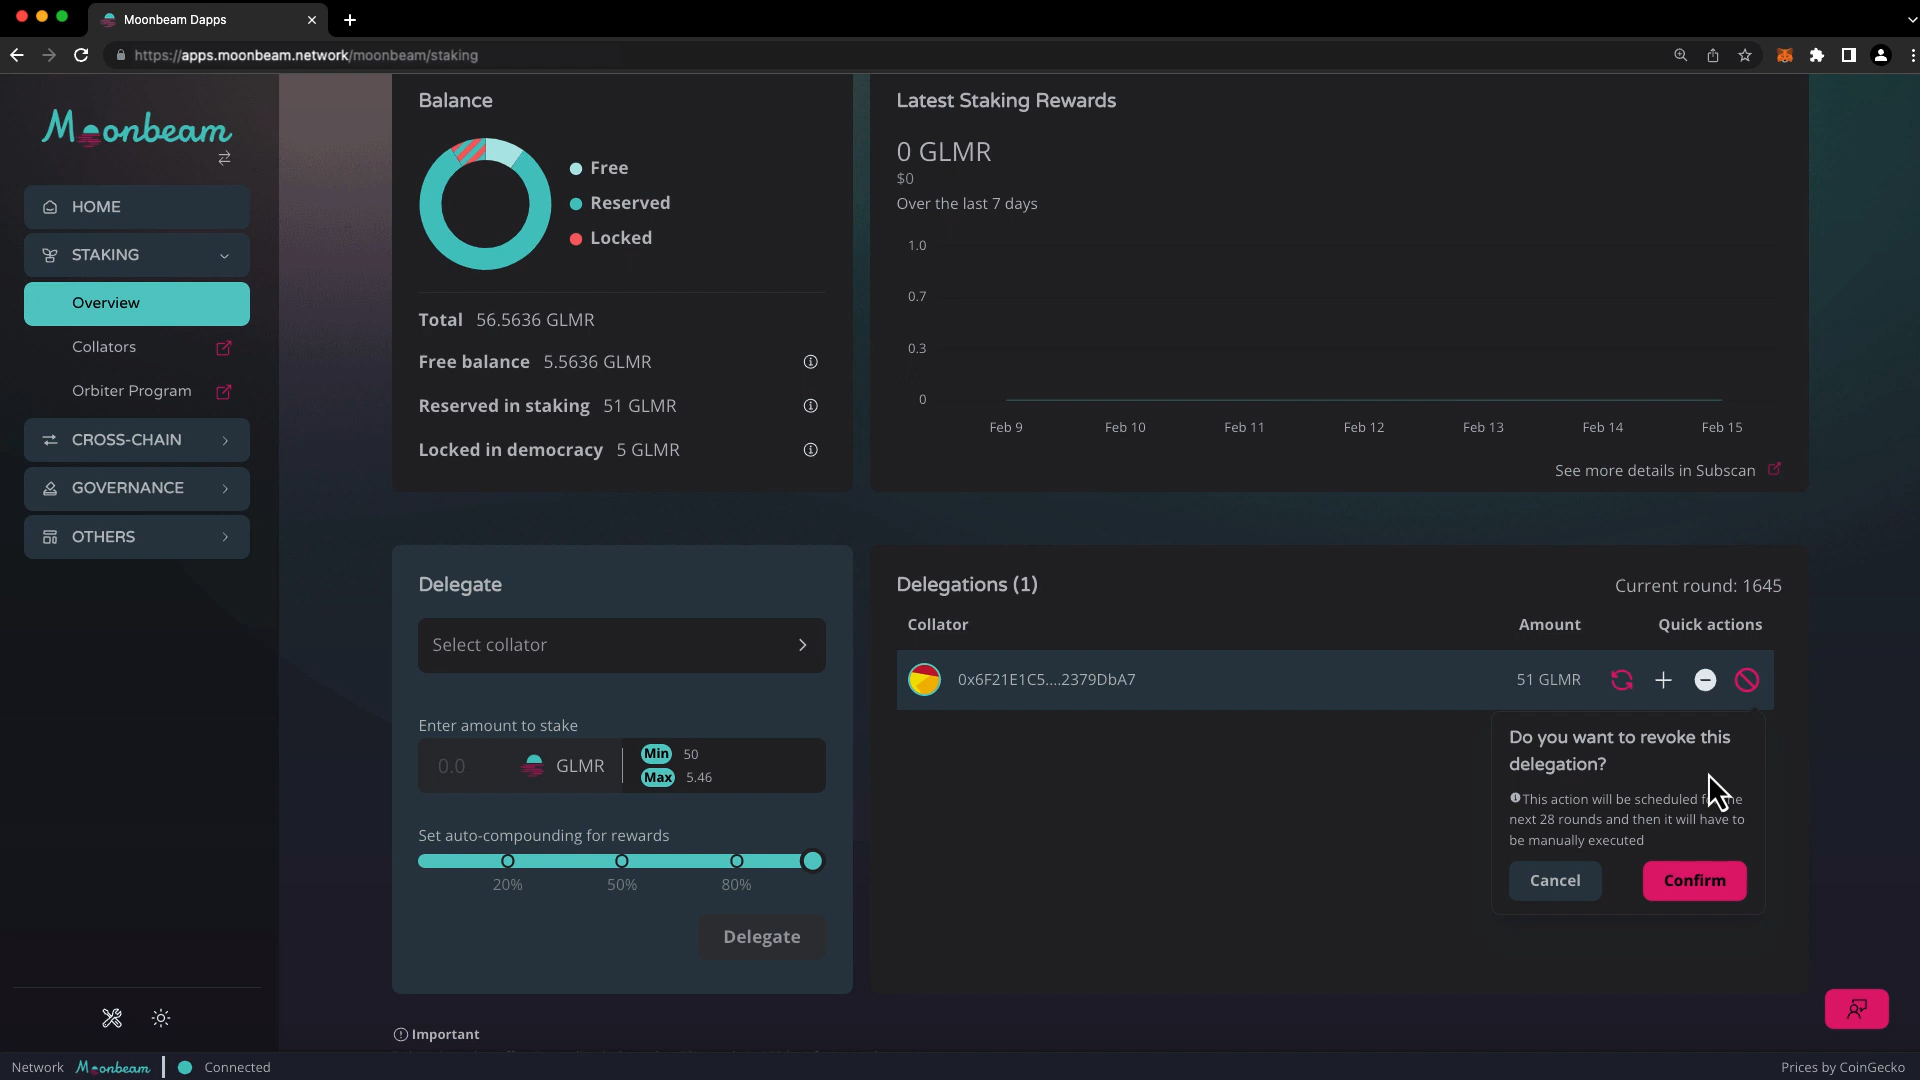 Moonbeam Dapps
https://apps.moonbeam.network/moonbeam/staking
Moonbeam
HOME
STAKING
Overview
Collators
Orbiter Program
CROSS-CHAIN
GOVERNANCE
OTHERS
Balance
Free
Reserved
Locked
Total 56.5636 GLMR
Free balance 5.5636 GLMR
Reserved in staking 51 GLMR
Locked in democracy 5 GLMR
Latest Staking Rewards
0 GLMR
$0
Over the last 7 days
1.0
0.7
0.3
0
Feb 9 Feb 10 Feb 11 Feb 12 Feb 13 Feb 14 Feb 15
See more details in Subscan
Delegate
Select collator
Enter amount to stake
0.0 GLMR
Min 50
Max 5.46
Set auto-compounding for rewards
20% 50% 80%
Delegate
Delegations (1)
Current round: 1645
Collator Amount Quick actions
0x6F21E1C5....2379DbA7 51 GLMR
Do you want to revoke this
delegation?
This action will be scheduled
next 28 rounds and then it will have to
be manually executed
Cancel Confirm
Important
Network Moonbeam Connected
Prices by CoinGecko